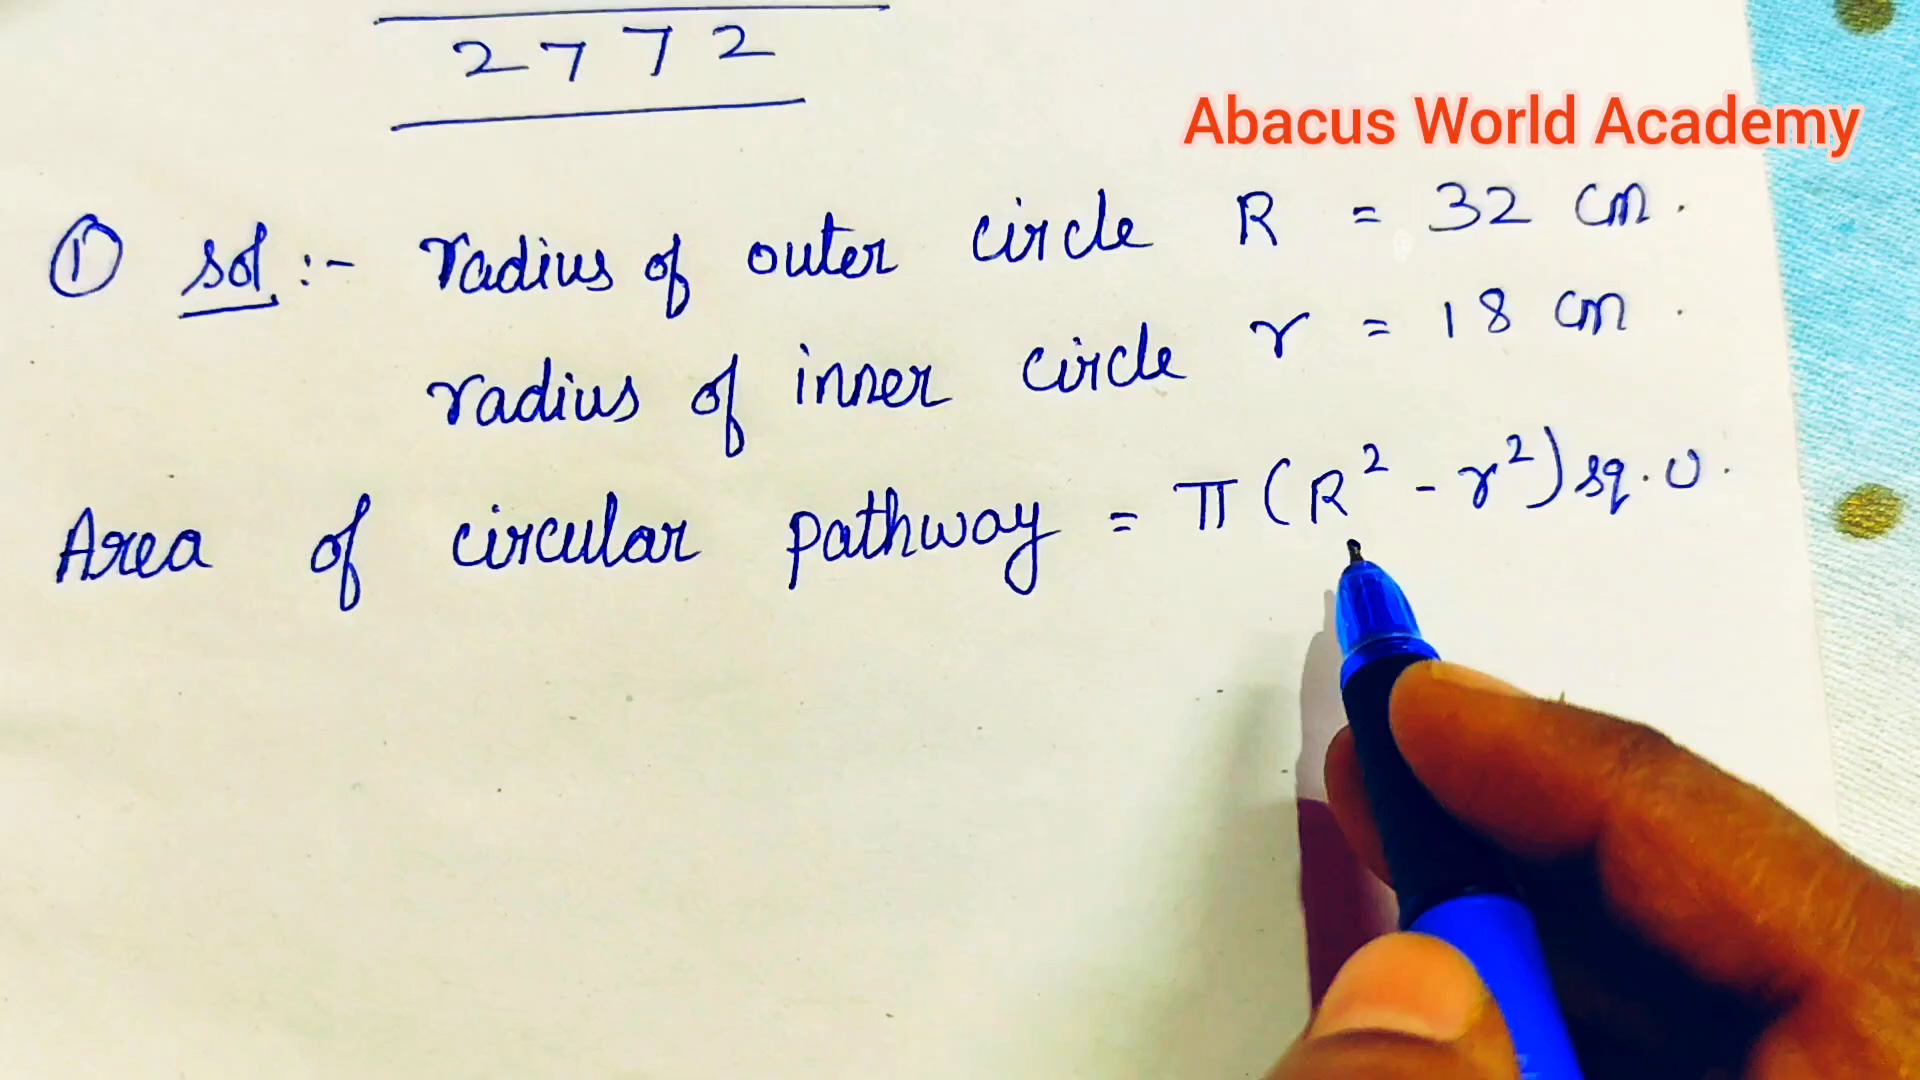 2772
Abacus World Academy
① Sol :- radius of outer circle R = 32 cm.
radius of inner circle r = 18 cm.
Area of circular pathway = π(R² - r²) sq. U.